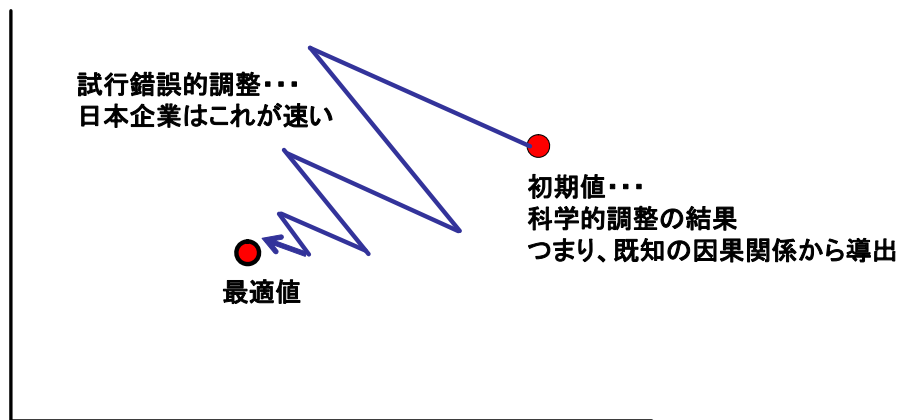 試行錯誤的調整・・・
日本企業はこれが速い
初期値・・・
科学的調整の結果
つまり、既知の因果関係から導出
最適値